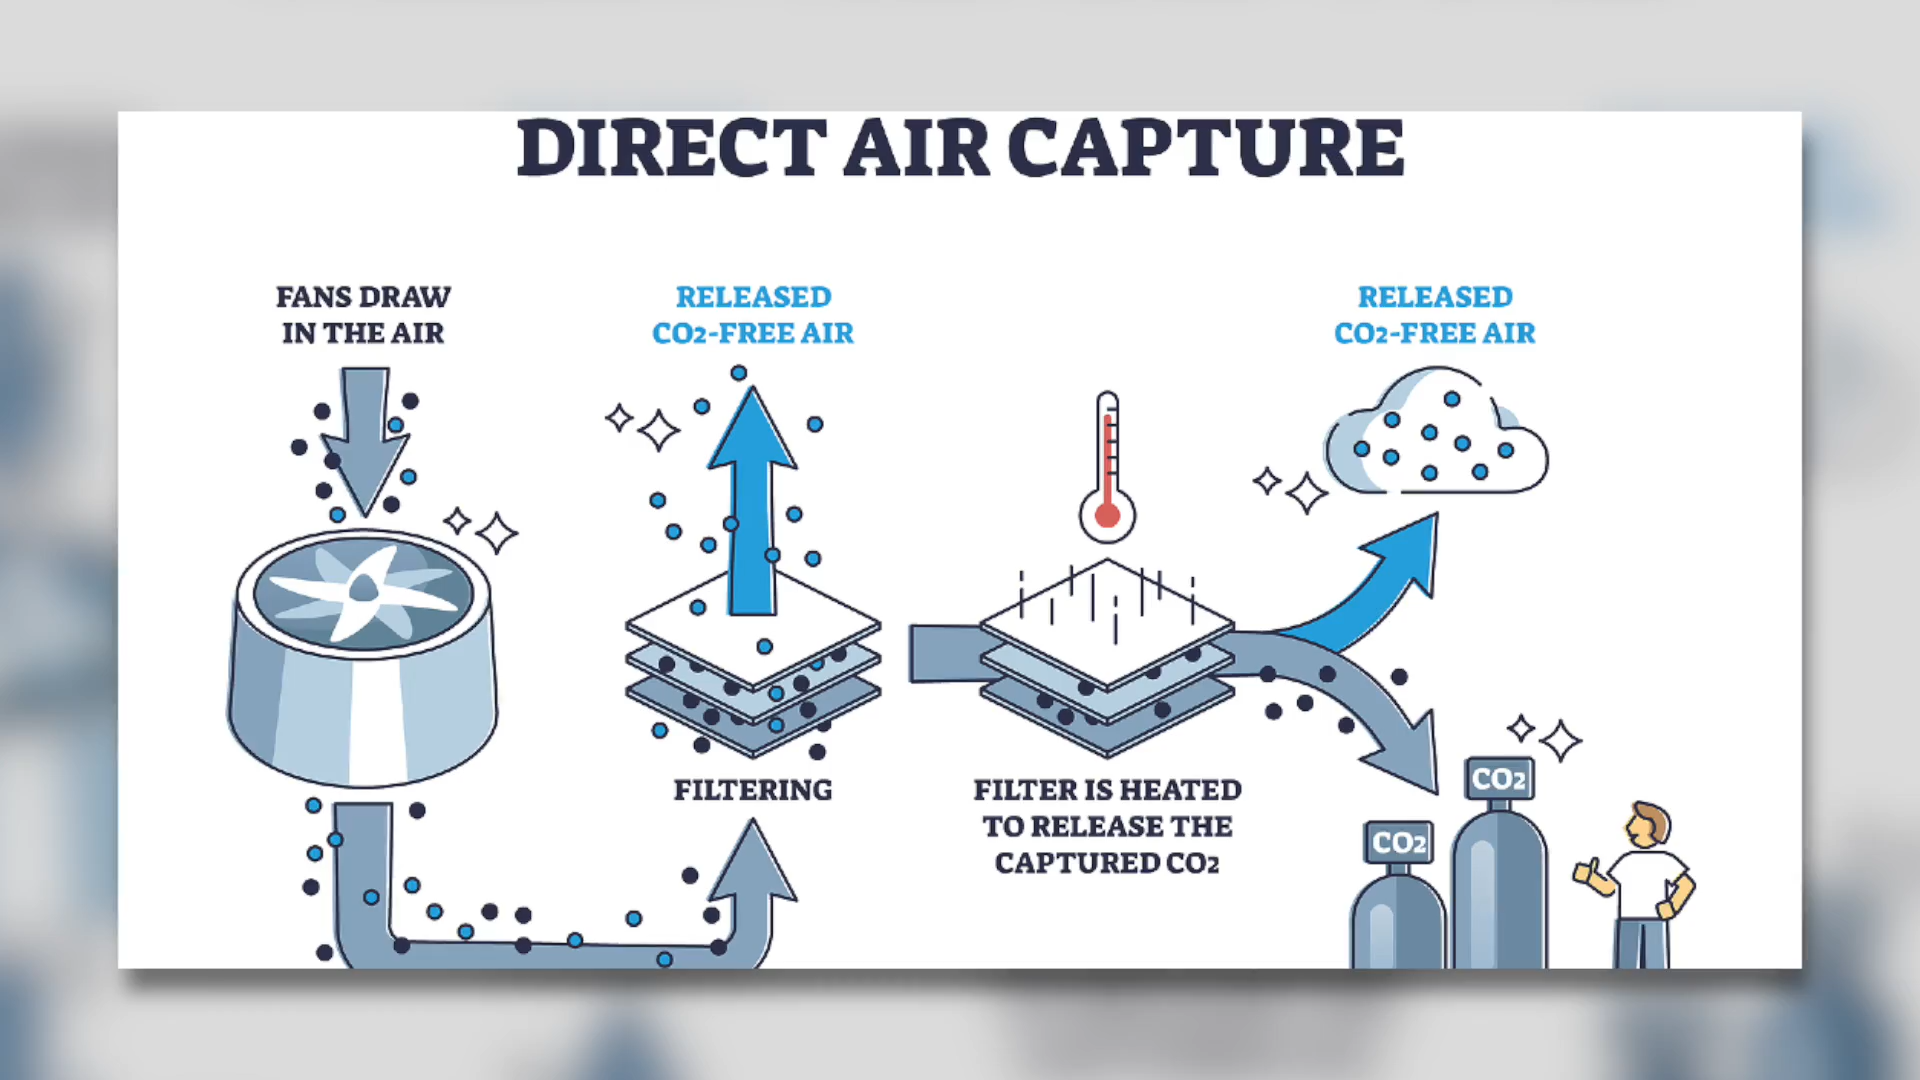 DIRECT AIR CAPTURE
FANS DRAW
IN THE AIR
RELEASED
CO2-FREE AIR
RELEASED
CO2-FREE AIR
FILTERING
FILTER IS HEATED
TO RELEASE THE
CAPTURED CO2
CO2
CO2